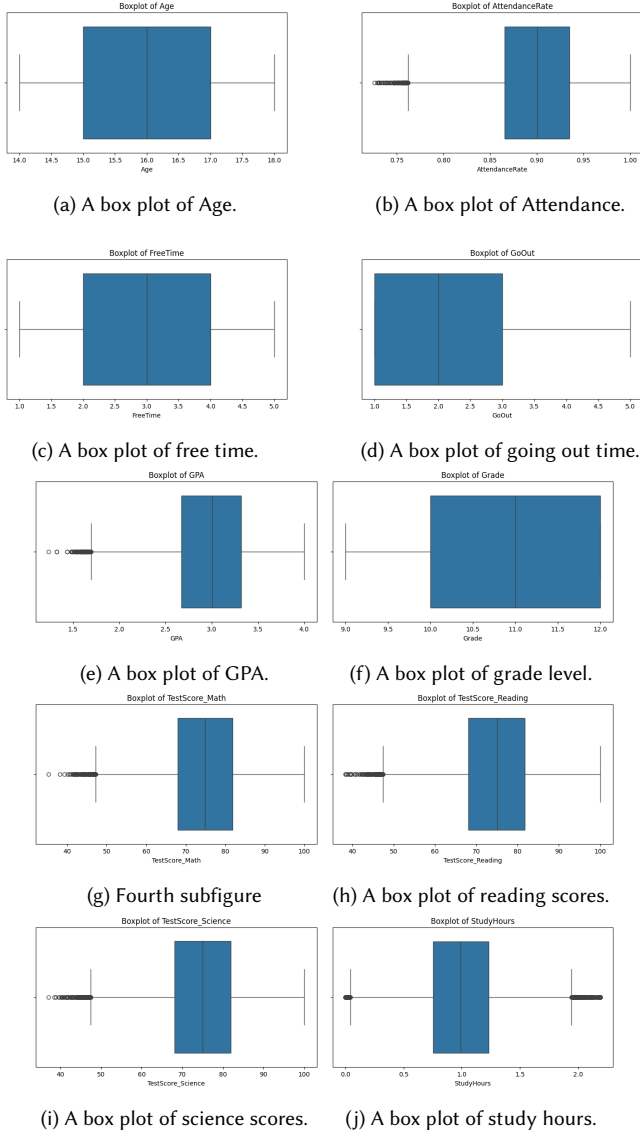 Boxplot of Age
14.0 14.5 15.0 15.5 16.0 16.5 17.0 17.5 18.0
Age
(a) A box plot of Age.
Boxplot of AttendanceRate
0.75 0.80 0.85 0.90 0.95 1.00
AttendanceRate
(b) A box plot of Attendance.
Boxplot of FreeTime
1.0 1.5 2.0 2.5 3.0 3.5 4.0 4.5 5.0
FreeTime
(c) A box plot of free time.
Boxplot of GoOut
1.0 1.5 2.0 2.5 3.0 3.5 4.0 4.5 5.0
GoOut
(d) A box plot of going out time.
Boxplot of GPA
1.5 2.0 2.5 3.0 3.5 4.0
GPA
(e) A box plot of GPA.
Boxplot of Grade
9.0 9.5 10.0 10.5 11.0 11.5 12.0
Grade
(f) A box plot of grade level.
Boxplot of TestScore_Math
40 50 60 70 80 90 100
TestScore_Math
(g) Fourth subfigure
Boxplot of TestScore_Reading
40 50 60 70 80 90 100
TestScore_Reading
(h) A box plot of reading scores.
Boxplot of TestScore_Science
40 50 60 70 80 90 100
TestScore_Science
(i) A box plot of science scores.
Boxplot of StudyHours
0.0 0.5 1.0 1.5 2.0
StudyHours
(j) A box plot of study hours.